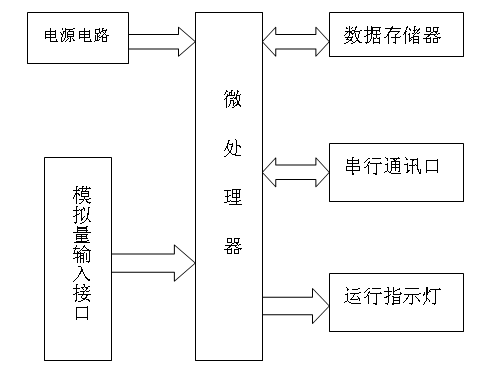 电源电路
模拟量输入接口
微处理器
数据存储器
串行通讯口
运行指示灯